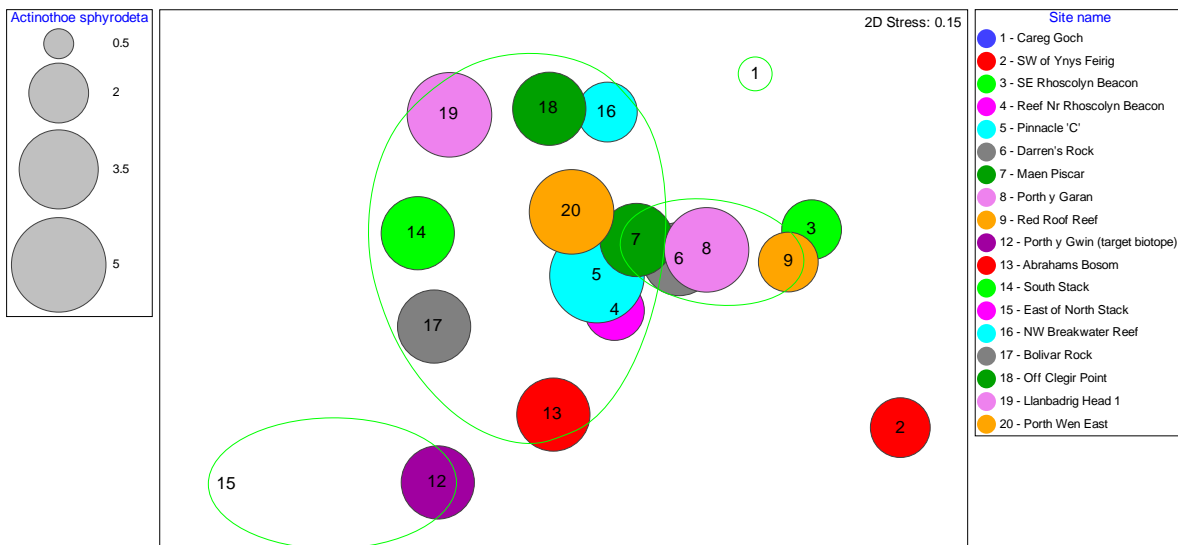 Actinothoe sphyrodeta
0.5
2
3.5
5
2D Stress: 0.15
1
19
18
16
20
14
7
6
8
3
9
5
4
17
13
2
15
12
Site name
1 - Careg Goch
2 - SW of Ynys Feirig
3 - SE Rhoscolyn Beacon
4 - Reef Nr Rhoscolyn Beacon
5 - Pinnacle 'C'
6 - Darren's Rock
7 - Maen Piscar
8 - Porth y Garan
9 - Red Roof Reef
12 - Porth y Gwin (target biotope)
13 - Abrahams Bosom
14 - South Stack
15 - East of North Stack
16 - NW Breakwater Reef
17 - Bolivar Rock
18 - Off Clegir Point
19 - Llanbadrig Head 1
20 - Porth Wen East